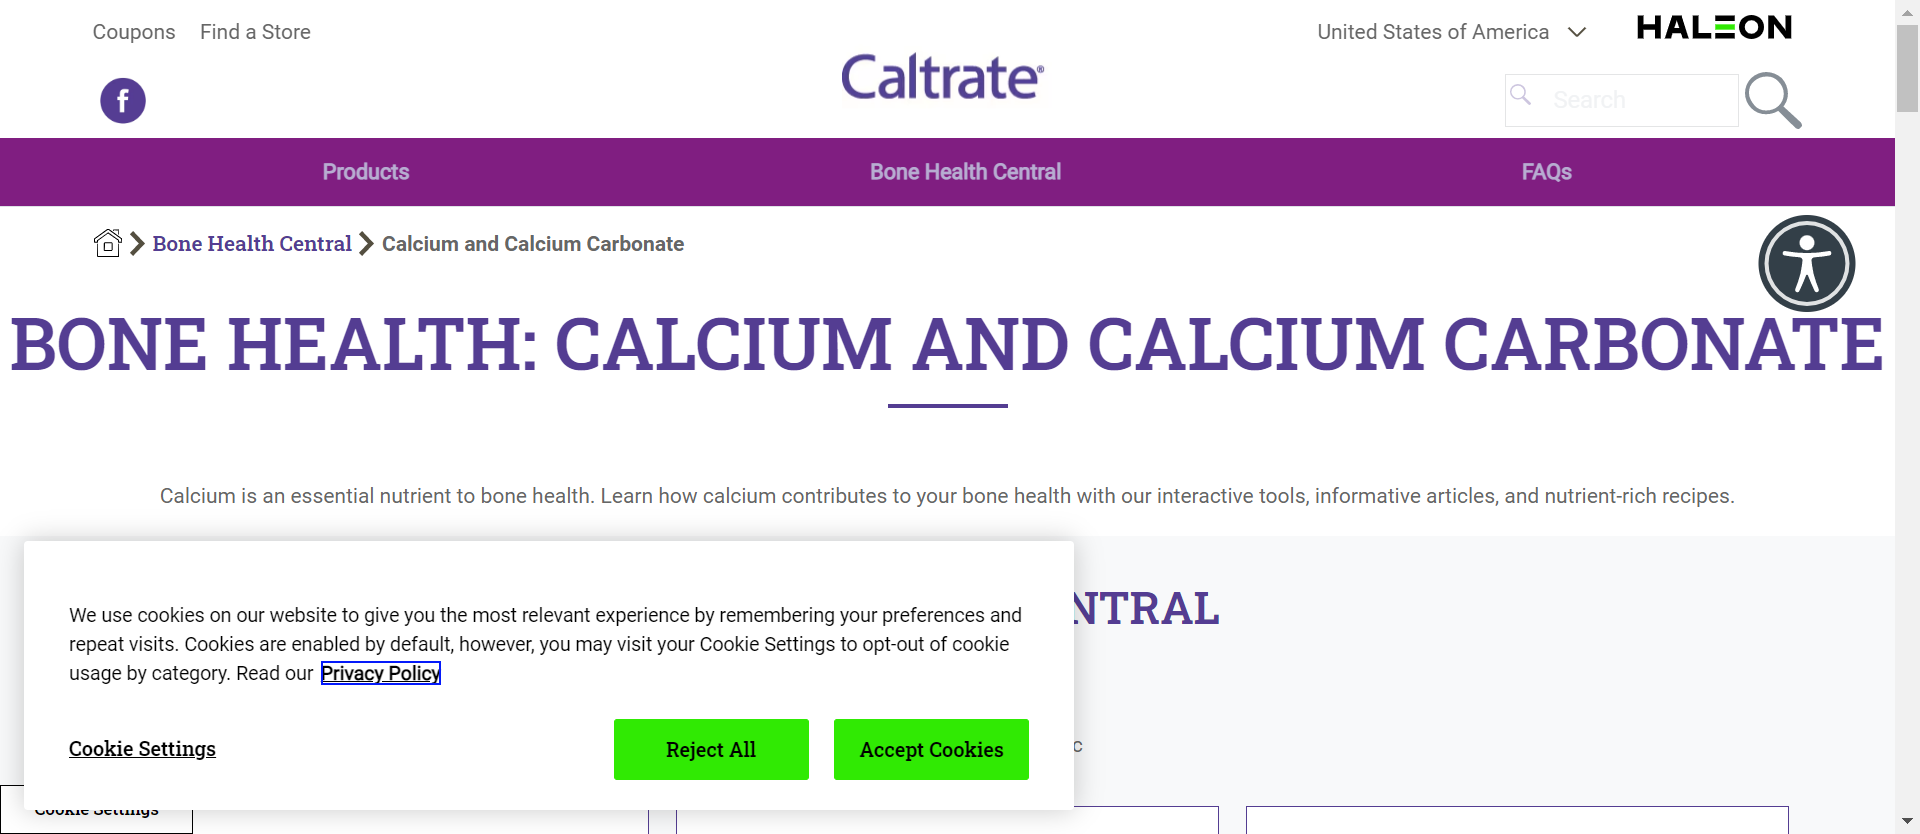 Coupons Find a Store
United States of America
HALEON
f
Caltrate®
Search
Products
Bone Health Central
FAQs
Bone Health Central
Calcium and Calcium Carbonate
BONE HEALTH: CALCIUM AND CALCIUM CARBONATE
Calcium is an essential nutrient to bone health. Learn how calcium contributes to your bone health with our interactive tools, informative articles, and nutrient-rich recipes.
NTRAL
We use cookies on our website to give you the most relevant experience by remembering your preferences and
repeat visits. Cookies are enabled by default, however, you may visit your Cookie Settings to opt-out of cookie
usage by category. Read our Privacy Policy
c
Cookie Settings
Reject All
Accept Cookies
Cookie Settings